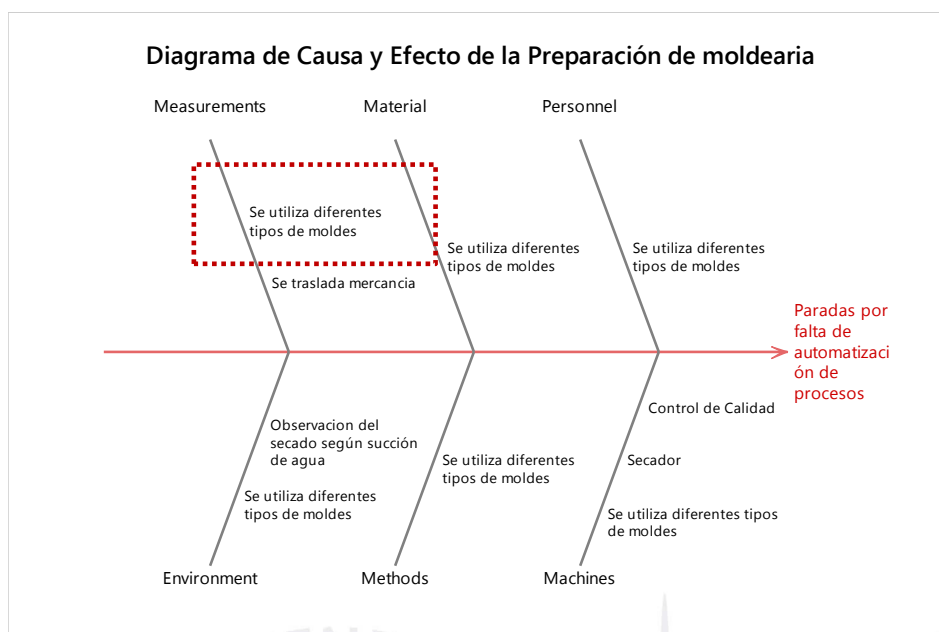 Diagrama de Causa y Efecto de la Preparación de moldearia
Measurements
Material
Personnel
Se utiliza diferentes
tipos de moldes
Se traslada mercancia
Se utiliza diferentes
tipos de moldes
Se utiliza diferentes
tipos de moldes
Paradas por
falta de
automatizaci
ón de
procesos
Observacion del
secado según succión
de agua
Se utiliza diferentes
tipos de moldes
Se utiliza diferentes
tipos de moldes
Control de Calidad
Secador
Se utiliza diferentes tipos
de moldes
Environment
Methods
Machines